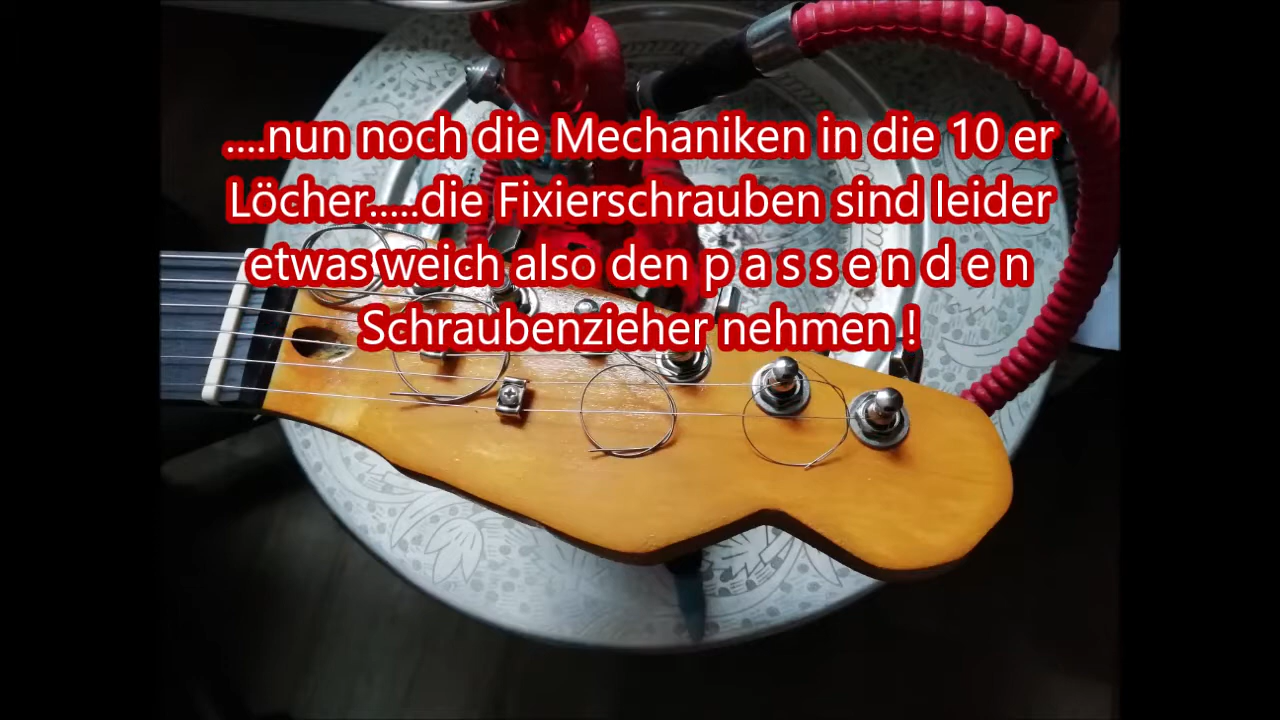 ....nun noch die Mechaniken in die 10 er
Löcher.....die Fixierschrauben sind leider
etwas weich also den p a s s e n d e n
Schraubenzieher nehmen !